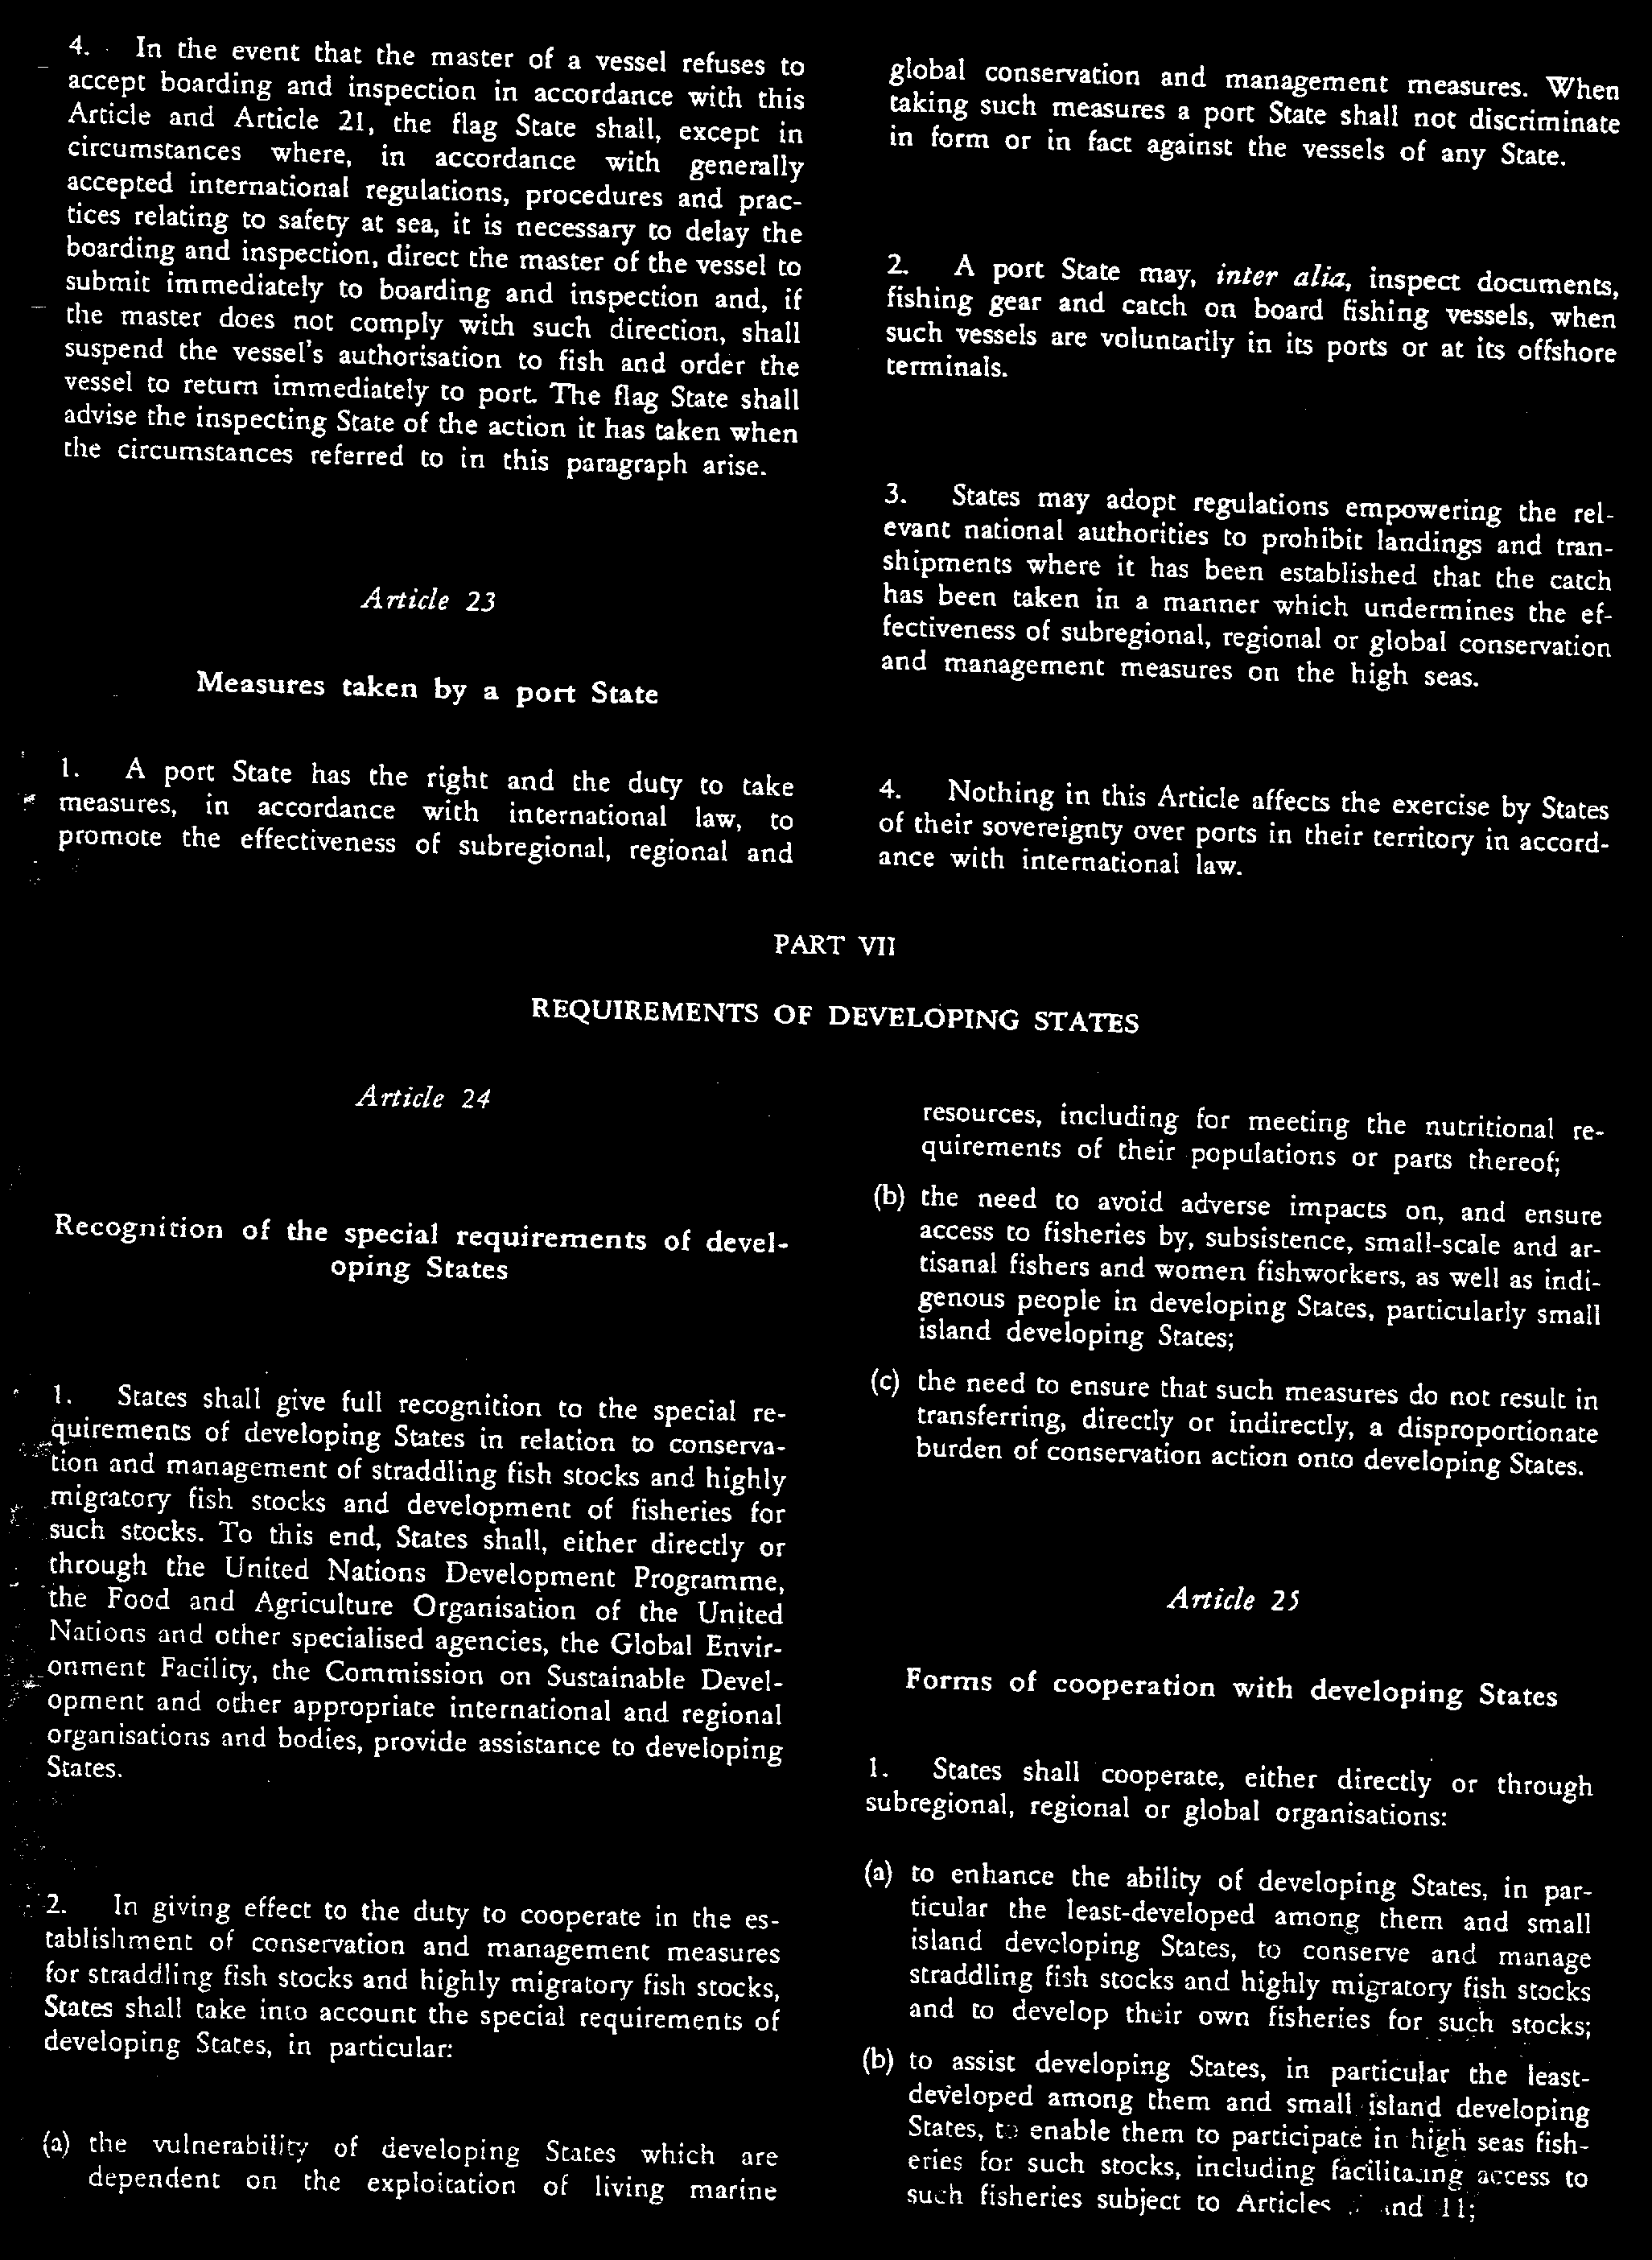 4. In the event that the master of a vessel refuses to
accept boarding and inspection in accordance with this
Article and Article 21, the flag State shall, except in
circumstances where, in accordance with generally
accepted international regulations, procedures and prac-
tices relating to safety at sea, it is necessary to delay the
boarding and inspection, direct the master of the vessel to
submit immediately to boarding and inspection and, if
the master does not comply with such direction, shall
suspend the vessel's authorisation to fish and order the
vessel to return immediately to port. The flag State shall
advise the inspecting State of the action it has taken when
the circumstances referred to in this paragraph arise.
Article 23
Measures taken by a port State
1. A port State has the right and the duty to take
measures, in accordance with international law, to
promote the effectiveness of subregional, regional and
global conservation and management measures. When
taking such measures a port State shall not discriminate
in form or in fact against the vessels of any State.
2. A port State may, inter alia, inspect documents,
fishing gear and catch on board fishing vessels, when
such vessels are voluntarily in its ports or at its offshore
terminals.
3. States may adopt regulations empowering the rel-
evant national authorities to prohibit landings and tran-
shipments where it has been established that the catch
has been taken in a manner which undermines the ef-
fectiveness of subregional, regional or global conservation
and management measures on the high seas.
4. Nothing in this Article affects the exercise by States
of their sovereignty over ports in their territory in accord-
ance with international law.
PART VII
REQUIREMENTS OF DEVELOPING STATES
Article 24
Recognition of the special requirements of devel-
oping States
1. States shall give full recognition to the special re-
quirements of developing States in relation to conserva-
tion and management of straddling fish stocks and highly
migratory fish stocks and development of fisheries for
such stocks. To this end, States shall, either directly or
through the United Nations Development Programme,
the Food and Agriculture Organisation of the United
Nations and other specialised agencies, the Global Envir-
onment Facility, the Commission on Sustainable Devel-
opment and other appropriate international and regional
organisations and bodies, provide assistance to developing
States.
2. In giving effect to the duty to cooperate in the es-
tablishment of conservation and management measures
for straddling fish stocks and highly migratory fish stocks,
States shall take into account the special requirements of
developing States, in particular:
(a) the vulnerability of developing States which are
dependent on the exploitation of living marine
resources, including for meeting the nutritional re-
quirements of their populations or parts thereof;
(b) the need to avoid adverse impacts on, and ensure
access to fisheries by, subsistence, small-scale and ar-
tisanal fishers and women fishworkers, as well as indi-
genous people in developing States, particularly small
island developing States;
(c) the need to ensure that such measures do not result in
transferring, directly or indirectly, a disproportionate
burden of conservation action onto developing States.
Article 25
Forms of cooperation with developing States
1. States shall cooperate, either directly or through
subregional, regional or global organisations:
(a) to enhance the ability of developing States, in par-
ticular the least-developed among them and small
island developing States, to conserve and manage
straddling fish stocks and highly migratory fish stocks
and to develop their own fisheries for such stocks;
(b) to assist developing States, in particular the least-
developed among them and small island developing
States, to enable them to participate in high seas fish-
eries for such stocks, including facilitating access to
such fisheries subject to Articles and 11;